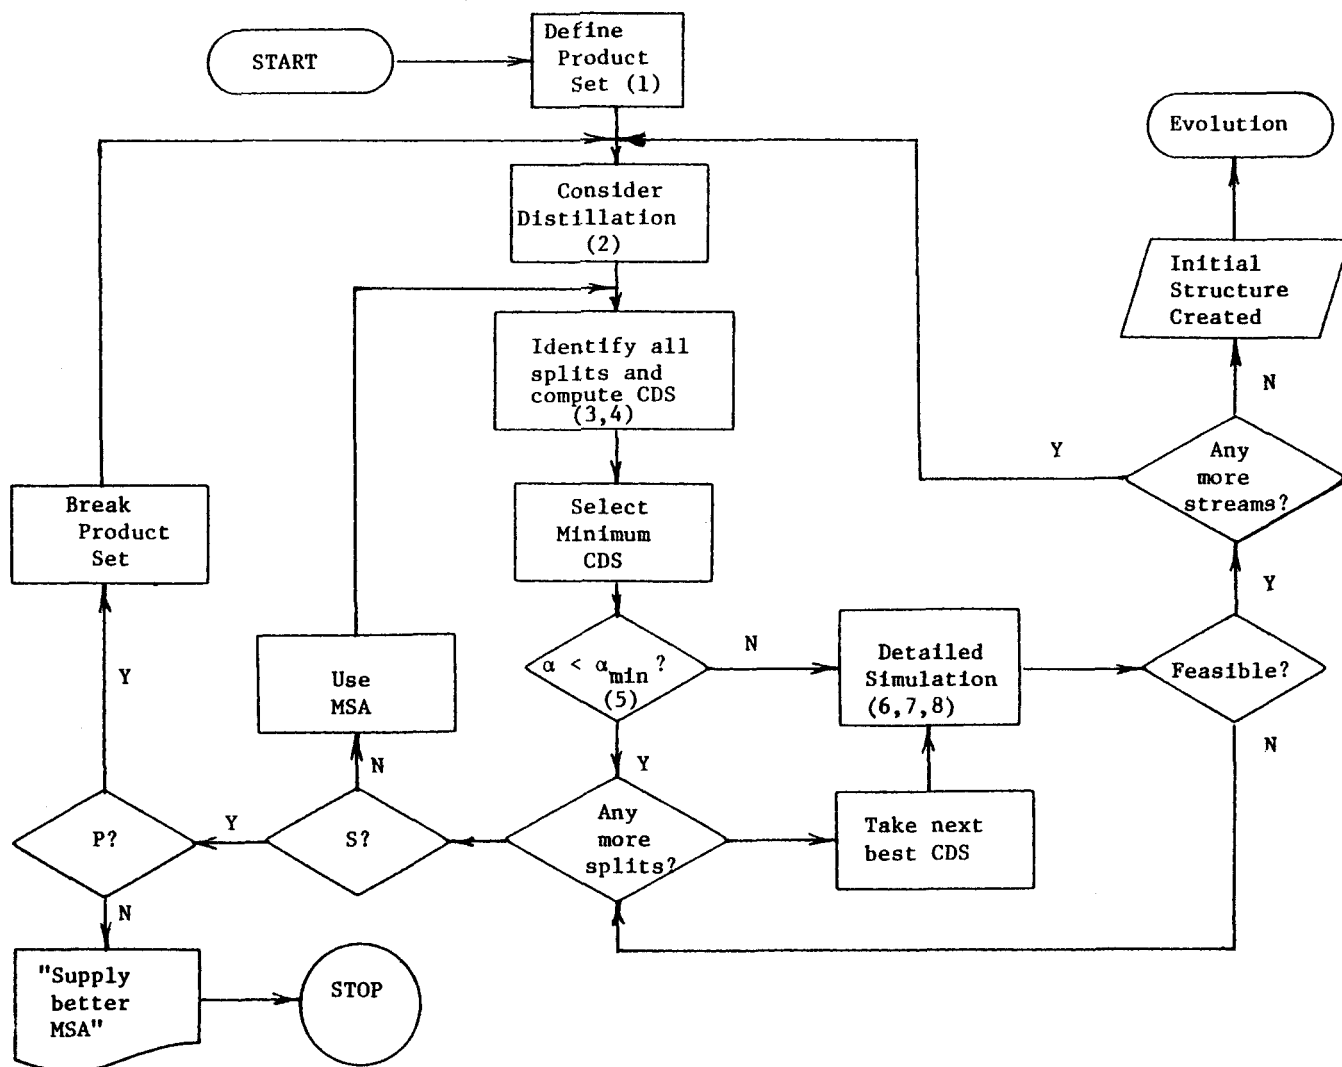 START
Define
Product
Set (1)
Evolution
Consider
Distillation
(2)
Initial
Structure
Created
Identify all
splits and
compute CDS
(3,4)
N
Y
Any
more
streams?
Break
Product
Set
Select
Minimum
CDS
Y
Y
Use
MSA
α < αmin ?
(5)
N
Detailed
Simulation
(6,7,8)
Feasible?
N
N
Y
P?
Y
S?
Any
more
splits?
Take next
best CDS
N
"Supply
better
MSA"
STOP